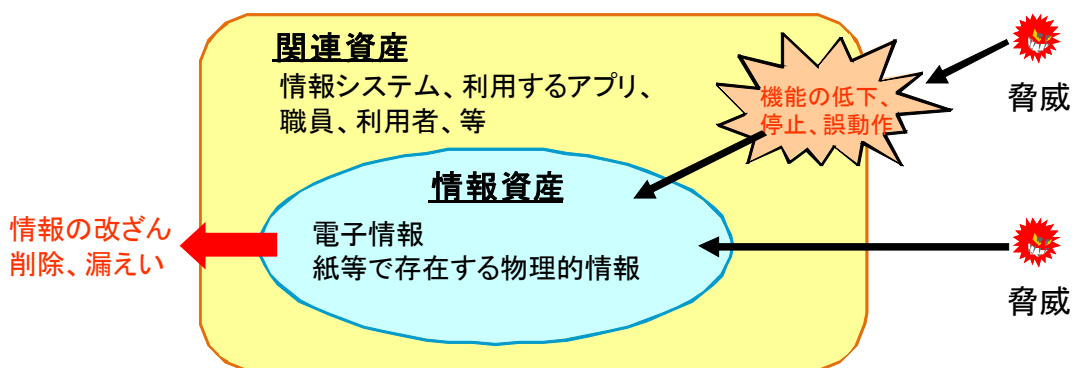 関連資産
情報システム、利用するアプリ、
職員、利用者、等
機能の低下、
停止、誤動作
脅威
情報資産
電子情報
紙等で存在する物理的情報
情報の改ざん
削除、漏えい
脅威